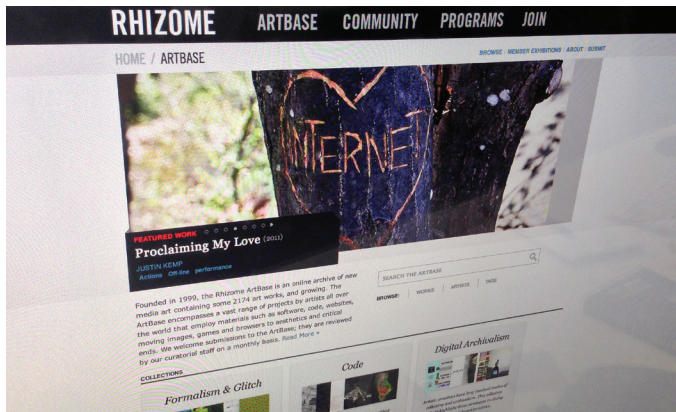 RHIZOME ARTBASE COMMUNITY PROGRAMS JOIN
HOME / ARTBASE
BROWSE MEMBER EXHIBITIONS ABOUT SUBMIT
INTERNET
FEATURED WORK
Proclaiming My Love (2011)
JUSTIN KEMP
Actions Off-line performance
SEARCH THE ARTBASE
BROWSE: WORKS ARTISTS TAGS
Founded in 1999, the Rhizome ArtBase is an online archive of new
media art containing some 2174 art works, and growing. The
ArtBase encompasses a vast range of projects by artists all over
the world that employ materials such as software, code, websites,
moving images, games and browsers to aesthetics and critical
ends. We welcome submissions to the ArtBase; they are reviewed
by our curatorial staff on a monthly basis. Read More »
COLLECTIONS
Formalism & Glitch
Code
Digital Archivalism